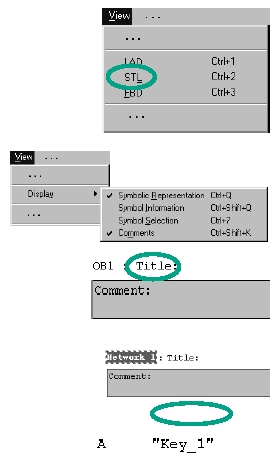 View
...
LAD Ctrl+1
STL Ctrl+2
FBD Ctrl+3
...
View ...
...
Display
...
Symbolic Representation Ctrl+Q
Symbol Information Ctrl+Shift+Q
Symbol Selection Ctrl+7
Comments Ctrl+Shift+K
OB1 : Title:
Comment:
Network 1: Title:
Comment:
A "Key_1"